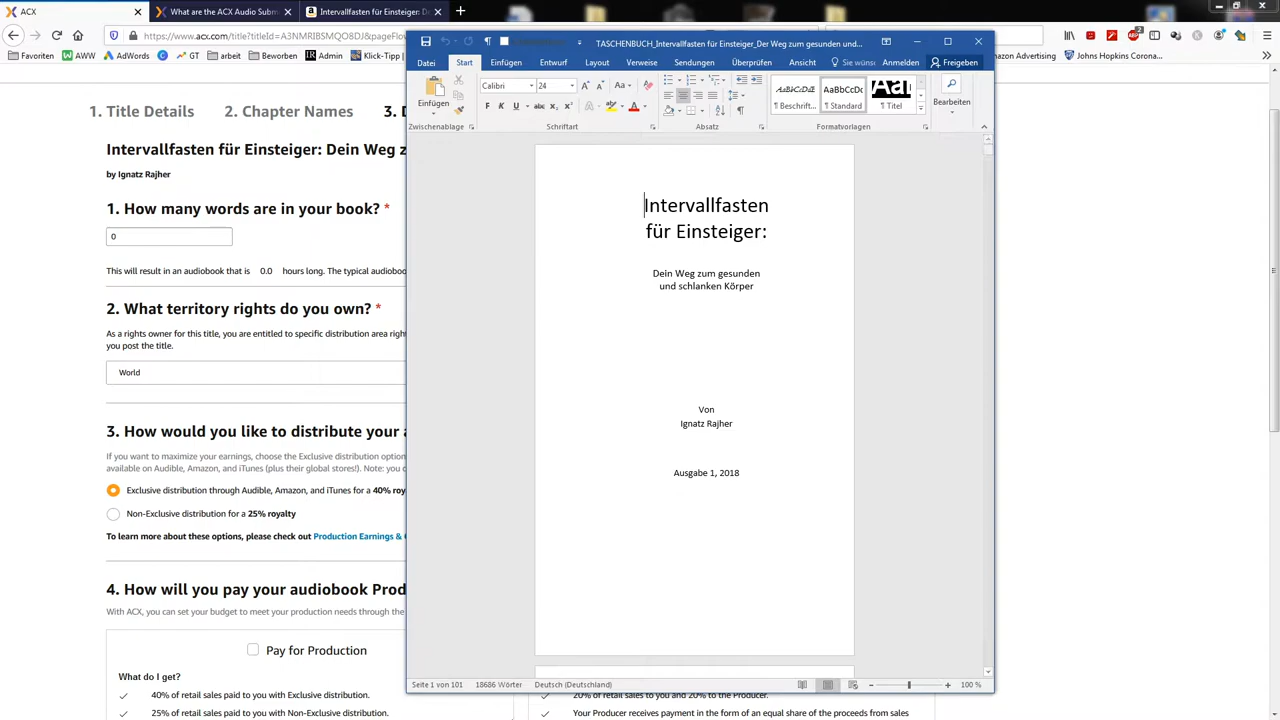 ACX
What are the ACX Audio Subm
Intervallfasten für Einsteiger: D
https://www.acx.com/title?titleId=A3NMRIBSMQO8DJ&pageFlow
Favoriten
AWW
AdWords
GT
arbeit
Beworben
Admin
Klick-Tipp
Amazon Advertising
Johns Hopkins Corona...
1. Title Details
2. Chapter Names
3. D
Intervallfasten für Einsteiger: Dein Weg z
by Ignatz Rajher
1. How many words are in your book? *
0
This will result in an audiobook that is 0.0 hours long. The typical audiobo
2. What territory rights do you own? *
As a rights owner for this title, you are entitled to specific distribution area righ
you post the title.
World
3. How would you like to distribute your a
If you want to maximize your earnings, choose the Exclusive distribution option
available on Audible, Amazon, and iTunes (plus their global stores!). Note: you c
Exclusive distribution through Audible, Amazon, and iTunes for a 40% roy
Non-Exclusive distribution for a 25% royalty
To learn more about these options, please check out Production Earnings & C
4. How will you pay your audiobook Prod
With ACX, you can set your budget to meet your production needs through the
Pay for Production
What do I get?
40% of retail sales paid to you with Exclusive distribution.
25% of retail sales paid to you with Non-Exclusive distribution.
20% of retail sales to you and 20% to the Producer.
Your Producer receives payment in the form of an equal share of the proceeds from sales
TASCHENBUCH_Intervallfasten für Einsteiger_Der Weg zum gesunden und...
Datei
Start
Einfügen
Entwurf
Layout
Verweise
Sendungen
Überprüfen
Ansicht
Sie wüns
Anmelden
Freigeben
Einfügen
Calibri
24
F K U abc x₂ x²
AaBbCcDc
AaBbCcDc
Aa
¶ Beschrift...
¶ Standard
¶ Titel
Bearbeiten
Zwischenablage
Schriftart
Absatz
Formatvorlagen
Intervallfasten
für Einsteiger:
Dein Weg zum gesunden
und schlanken Körper
Von
Ignatz Rajher
Ausgabe 1, 2018
Seite 1 von 101
18686 Wörter
Deutsch (Deutschland)
100 %